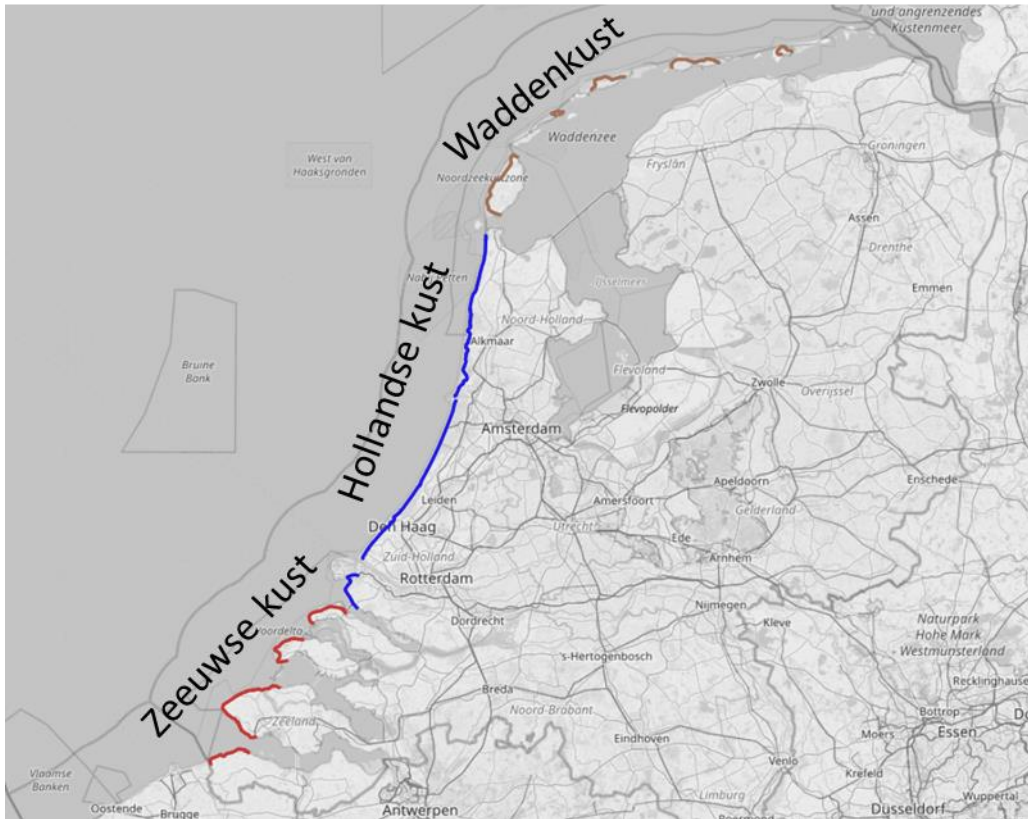 und angrenzendes
Küstenmeer
Waddenkust
Waddenzee
Groningen
West van
Haaksgronden
Noordzeekustzone
Fryslân
Assen
Drenthe
Hollandse kust
IJsselmeer
Emmen
Noord-Holland
Alkmaar
Bruine
Bank
Flevoland
Zwolle
Overijssel
Flevopolder
Amsterdam
Enschede
Leiden
Amersfoort
Apeldoorn
Gelderland
Den Haag
Utrecht
Ede
Zuid-Holland
Arnhem
Zeeuwse kust
Rotterdam
Nijmegen
Kleve
Naturpark
- Hohe Mark
- Westmünsterland
Dordrecht
's-Hertogenbosch
Recklinghause
Breda
Noord-Brabant
Zeeland
Bottrop
Essen
Eindhoven
Moers
Venlo
Vlaamse
Banken
Krefeld
Wuppertal
Oostende
Brugge
Antwerpen
Limburg
Düsseldorf